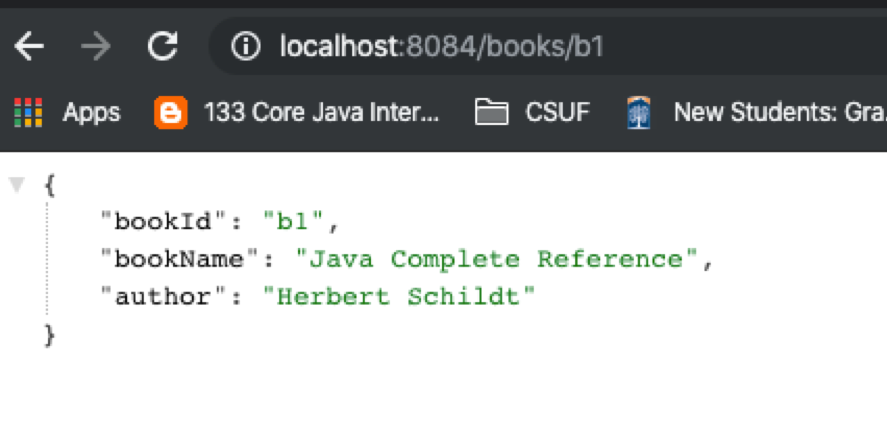 localhost:8084/books/b1
Apps 133 Core Java Inter... CSUF New Students: Gra.
{
"bookId": "b1",
"bookName": "Java Complete Reference",
"author": "Herbert Schildt"
}